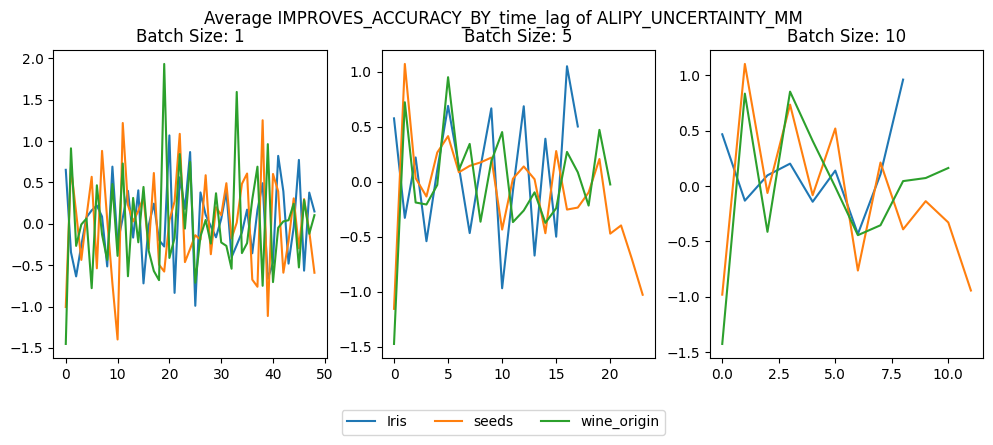 Average IMPROVES_ACCURACY_BY_time_lag of ALIPY_UNCERTAINTY_MM
Batch Size: 1
2.0
1.5
1.0
0.5
0.0
−0.5
−1.0
−1.5
0 10 20 30 40 50
Batch Size: 5
1.0
0.5
0.0
−0.5
−1.0
−1.5
0 5 10 15 20
Batch Size: 10
1.0
0.5
0.0
−0.5
−1.0
−1.5
0.0 2.5 5.0 7.5 10.0
Iris seeds wine_origin